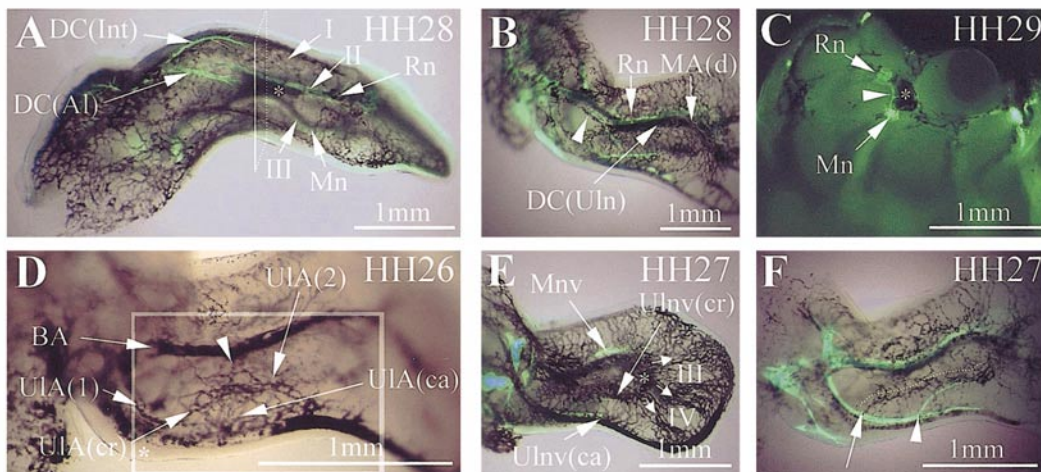 A
HH28
DC(Int)
I
II
Rn
DC(Al)
*
III
Mn
1mm
B
HH28
Rn
MA(d)
DC(Uln)
1mm
C
HH29
Rn
*
Mn
1mm
D
HH26
UlA(2)
BA
UlA(1)
UlA(ca)
UlA(cr)
*
1mm
E
HH27
Mnv
Ulnv(cr)
*
III
IV
Ulnv(ca)
1mm
F
HH27
1mm